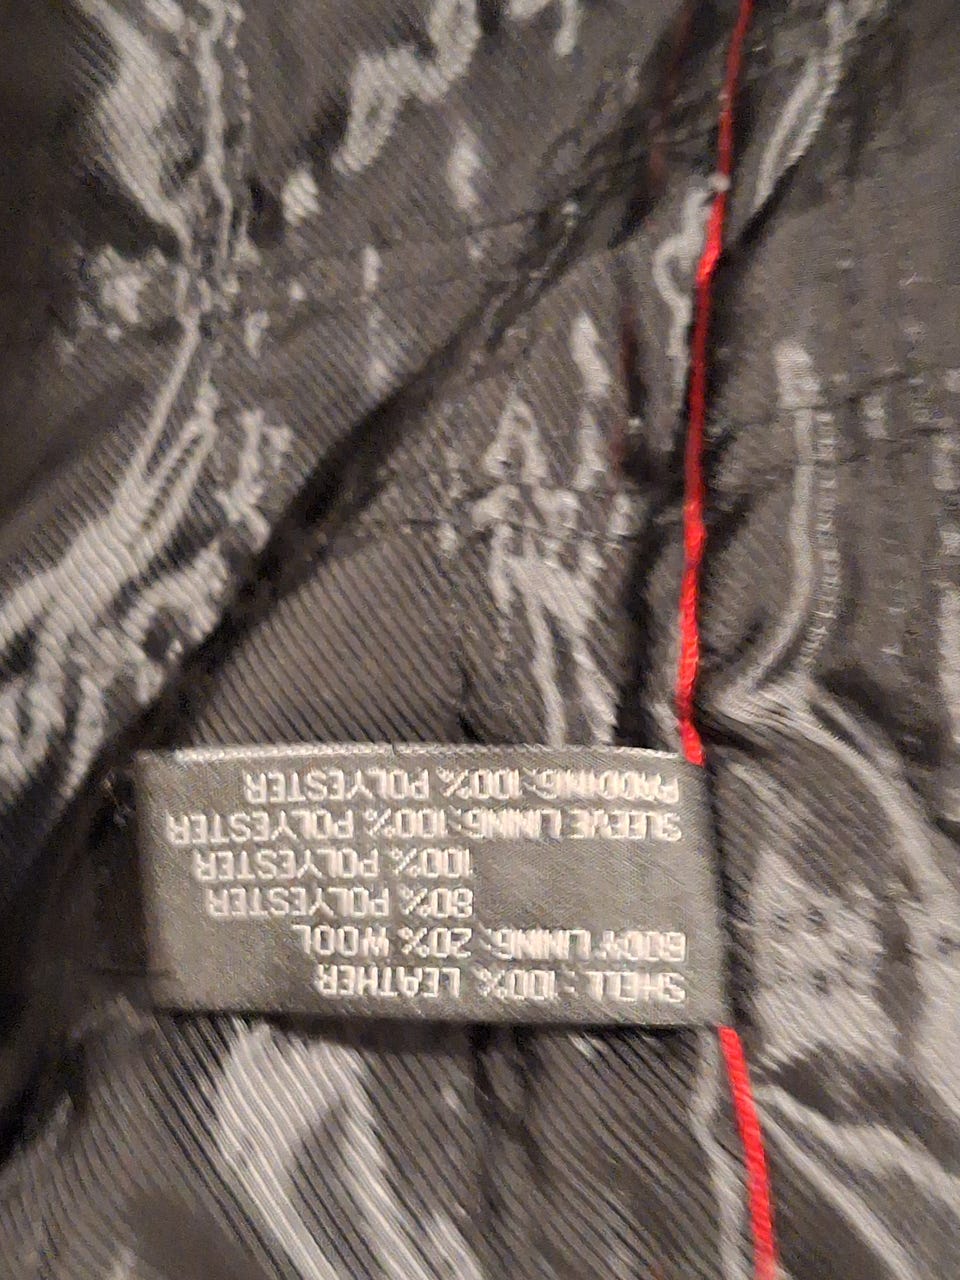 SHELL: 100% LEATHER
BODY LINING: 20% WOOL
80% POLYESTER
100% POLYESTER
SLEEVE LINING: 100% POLYESTER
PADDING: 100% POLYESTER